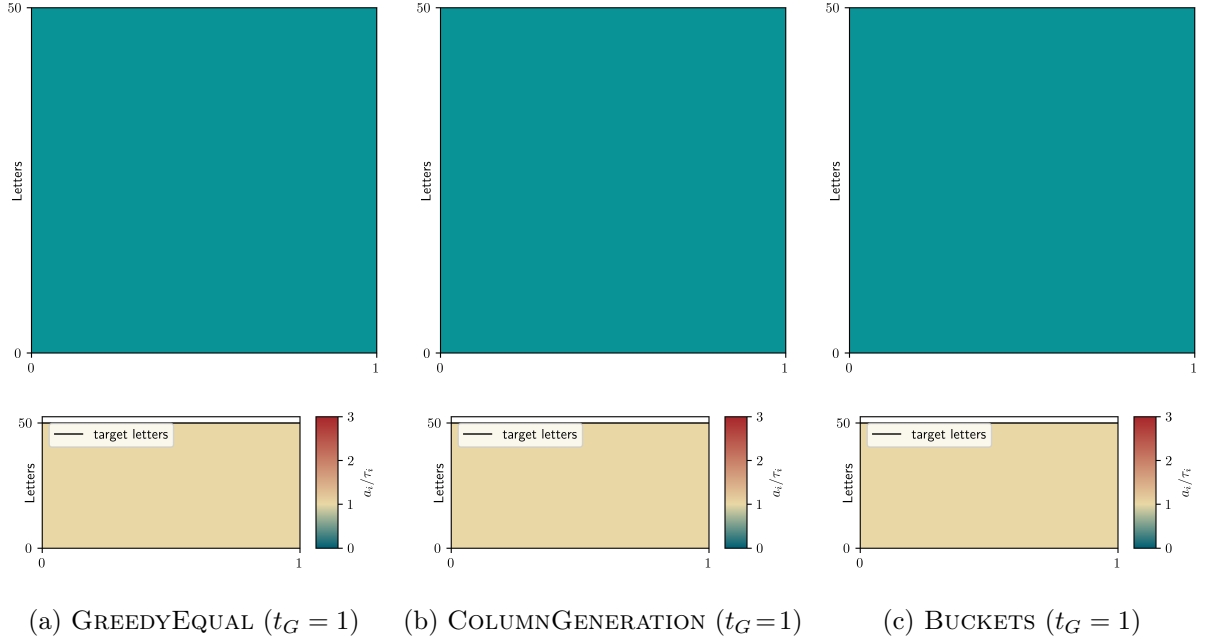 50
Letters
0
0
1
50
Letters
0
0
1
50
Letters
0
0
1
50
Letters
0
0
1
target letters
3
2
1
0
a_i/τ_i
50
Letters
0
0
1
target letters
3
2
1
0
a_i/τ_i
50
Letters
0
0
1
target letters
3
2
1
0
a_i/τ_i
(a) GREEDYEQUAL (t_G = 1)
(b) COLUMNGENERATION (t_G = 1)
(c) BUCKETS (t_G = 1)